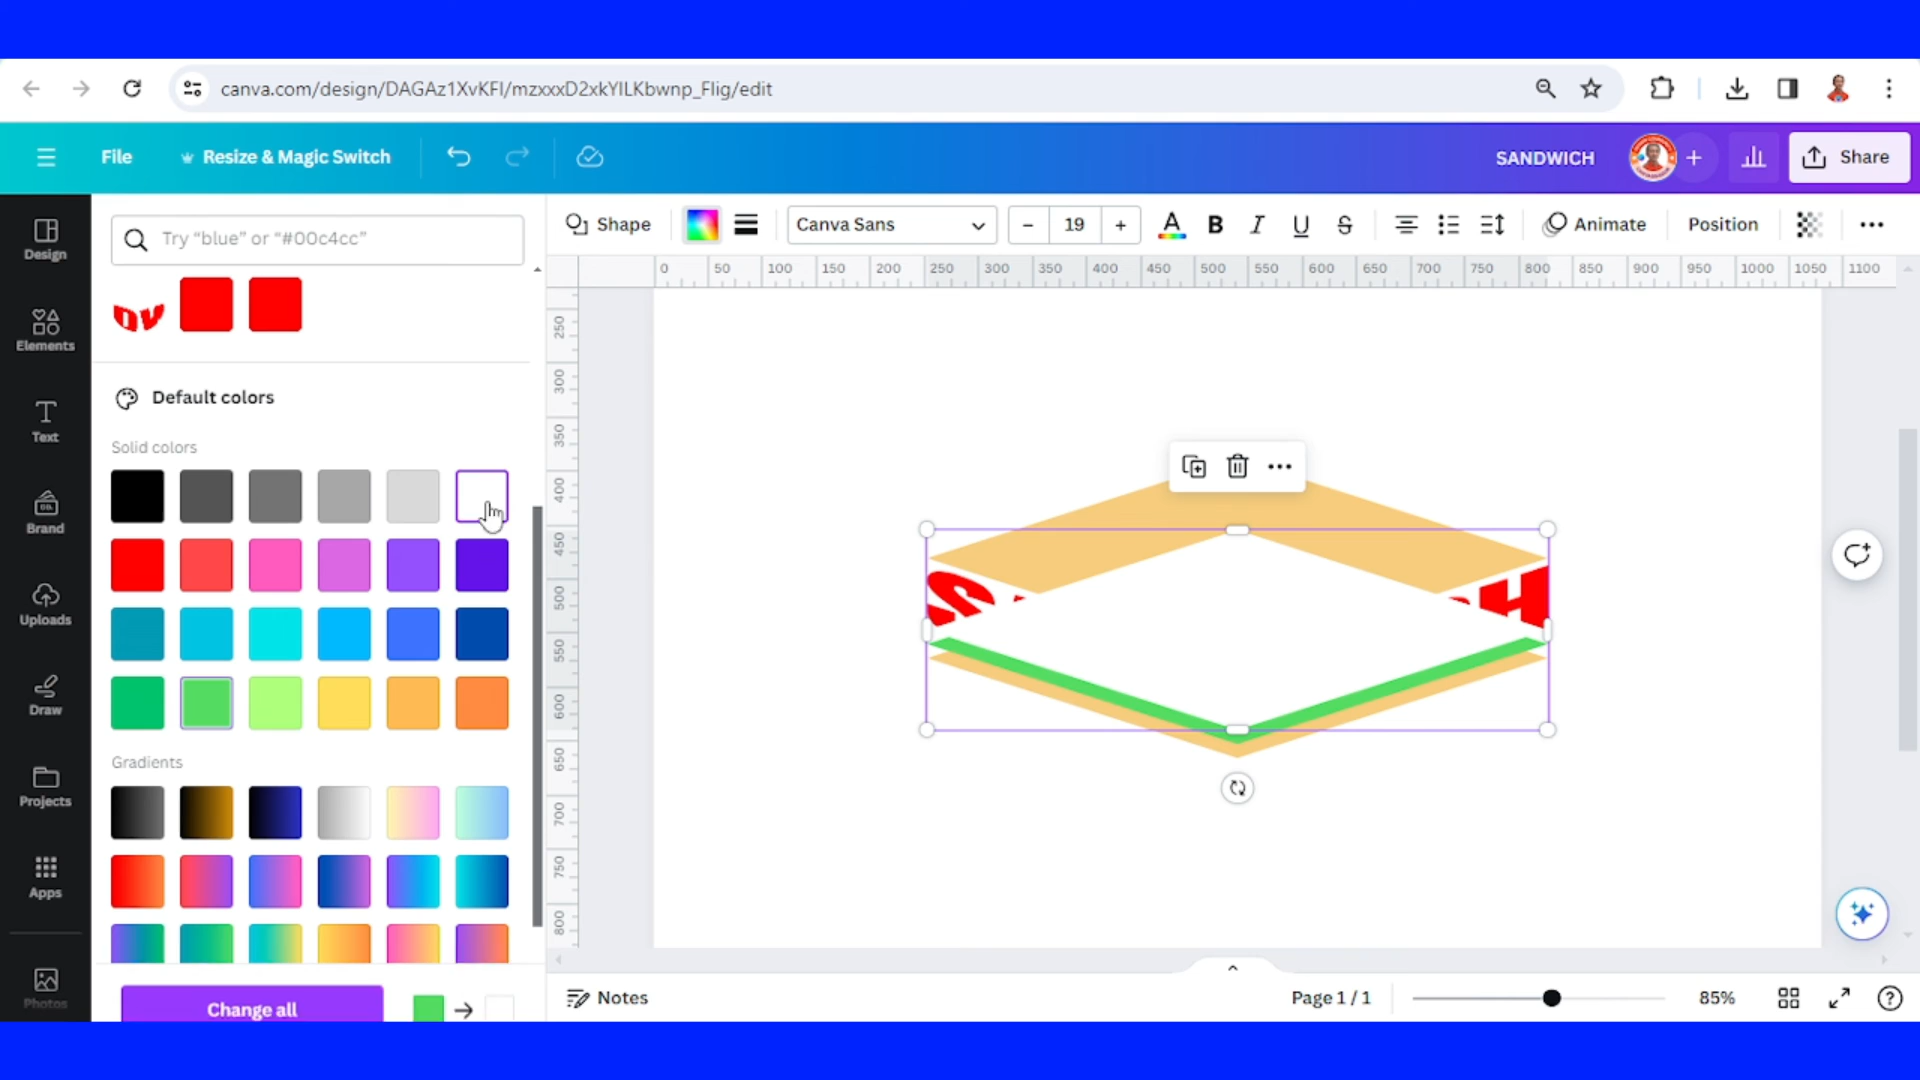 canva.com/design/DAGAz1XvKFI/mzxxxD2xkYILKbwnp_Flig/edit
File
Resize & Magic Switch
SANDWICH
Share
Design
Elements
Text
Brand
Uploads
Draw
Projects
Apps
Photos
Try “blue” or “#00c4cc”
Default colors
Solid colors
Gradients
Change all
Shape
Canva Sans
– 19 +
A B I U S
Animate
Position
0 50 100 150 200 250 300 350 400 450 500 550 600 650 700 750 800 850 900 950 1000 1050 1100
250
300
350
400
450
500
550
600
650
700
750
800
S
H
Notes
Page 1 / 1
85%